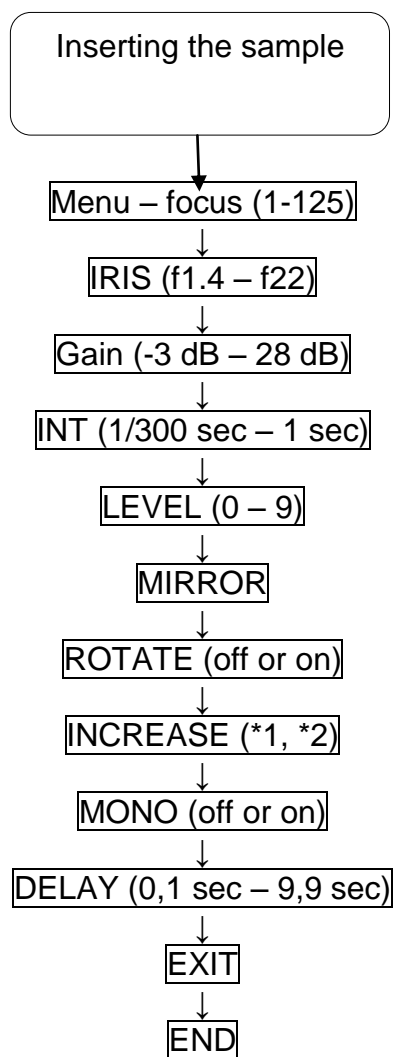 Inserting the sample
Menu – focus (1-125)
↓
IRIS (f1.4 – f22)
↓
Gain (-3 dB – 28 dB)
↓
INT (1/300 sec – 1 sec)
↓
LEVEL (0 – 9)
↓
MIRROR
↓
ROTATE (off or on)
↓
INCREASE (*1, *2)
↓
MONO (off or on)
↓
DELAY (0,1 sec – 9,9 sec)
↓
EXIT
↓
END